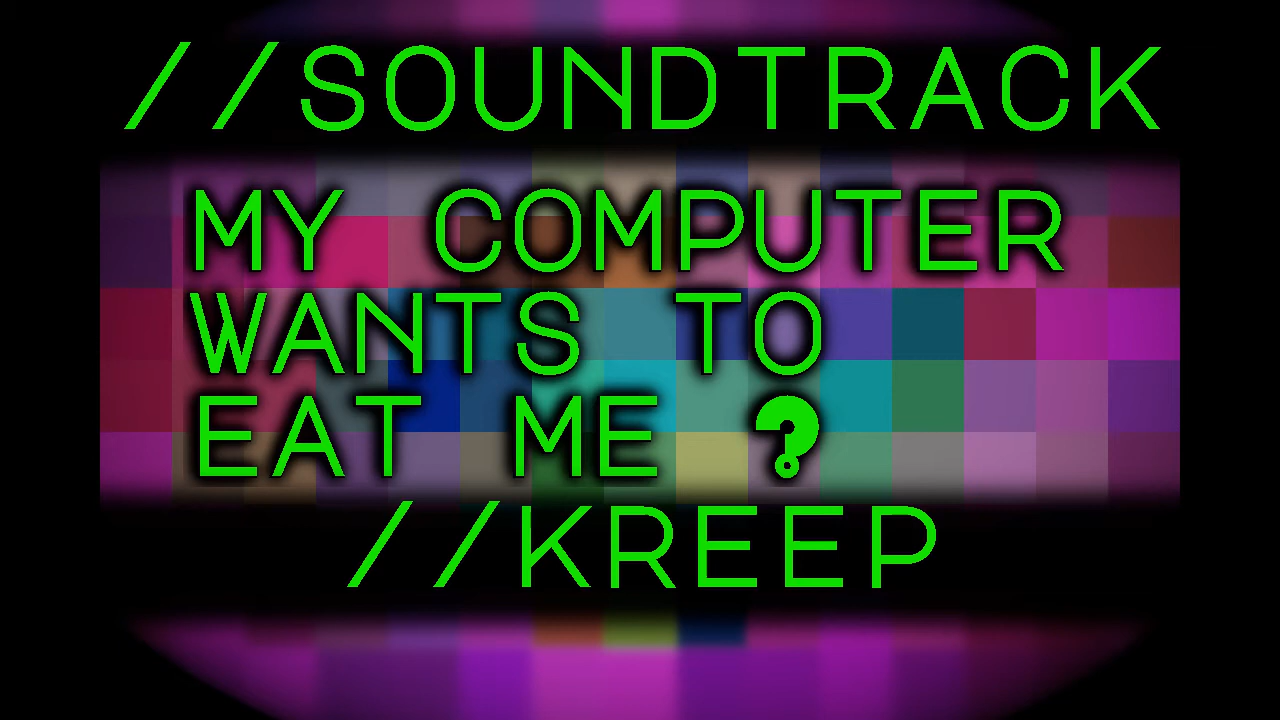 //SOUNDTRACK
MY COMPUTER
WANTS TO
EAT ME ?
//KREEP